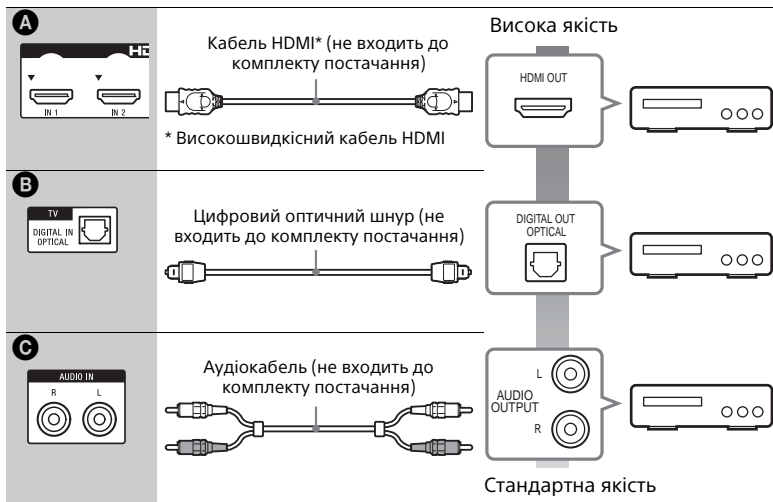 A
HD
IN 1
IN 2
Кабель HDMI* (не входить до
комплекту постачання)
* Високошвидкісний кабель HDMI
Висока якість
HDMI OUT
B
TV
DIGITAL IN
OPTICAL
Цифровий оптичний шнур (не
входить до комплекту постачання)
DIGITAL OUT
OPTICAL
C
AUDIO IN
R L
Аудіокабель (не входить до
комплекту постачання)
L
AUDIO
OUTPUT
R
Стандартна якість